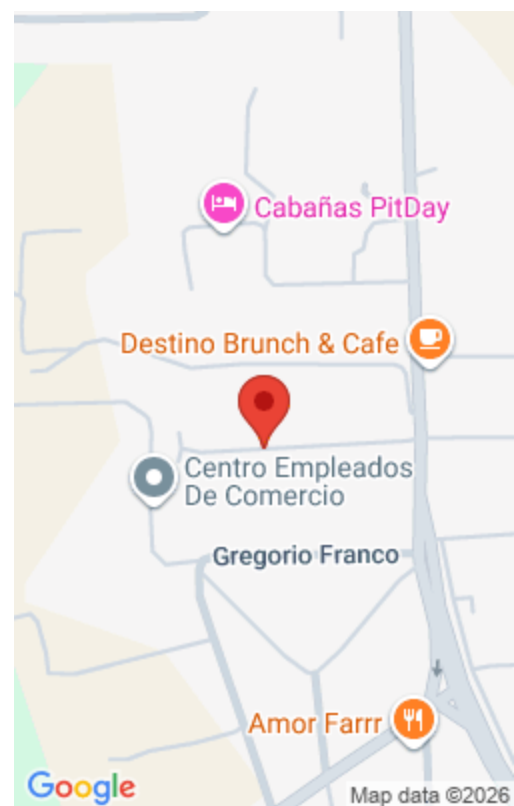 Cabañas PitDay
Destino Brunch & Cafe
Centro Empleados
De Comercio
Gregorio Franco
Amor Farrr
Google
Map data ©2026